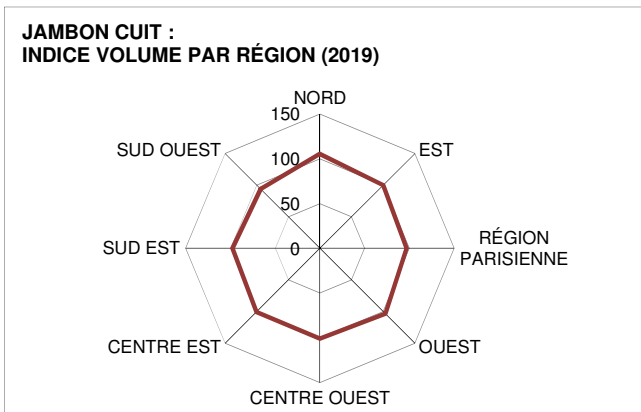 JAMBON CUIT :
INDICE VOLUME PAR RÉGION (2019)
NORD
150
SUD OUEST
EST
100
50
SUD EST
0
RÉGION
PARISIENNE
CENTRE EST
OUEST
CENTRE OUEST